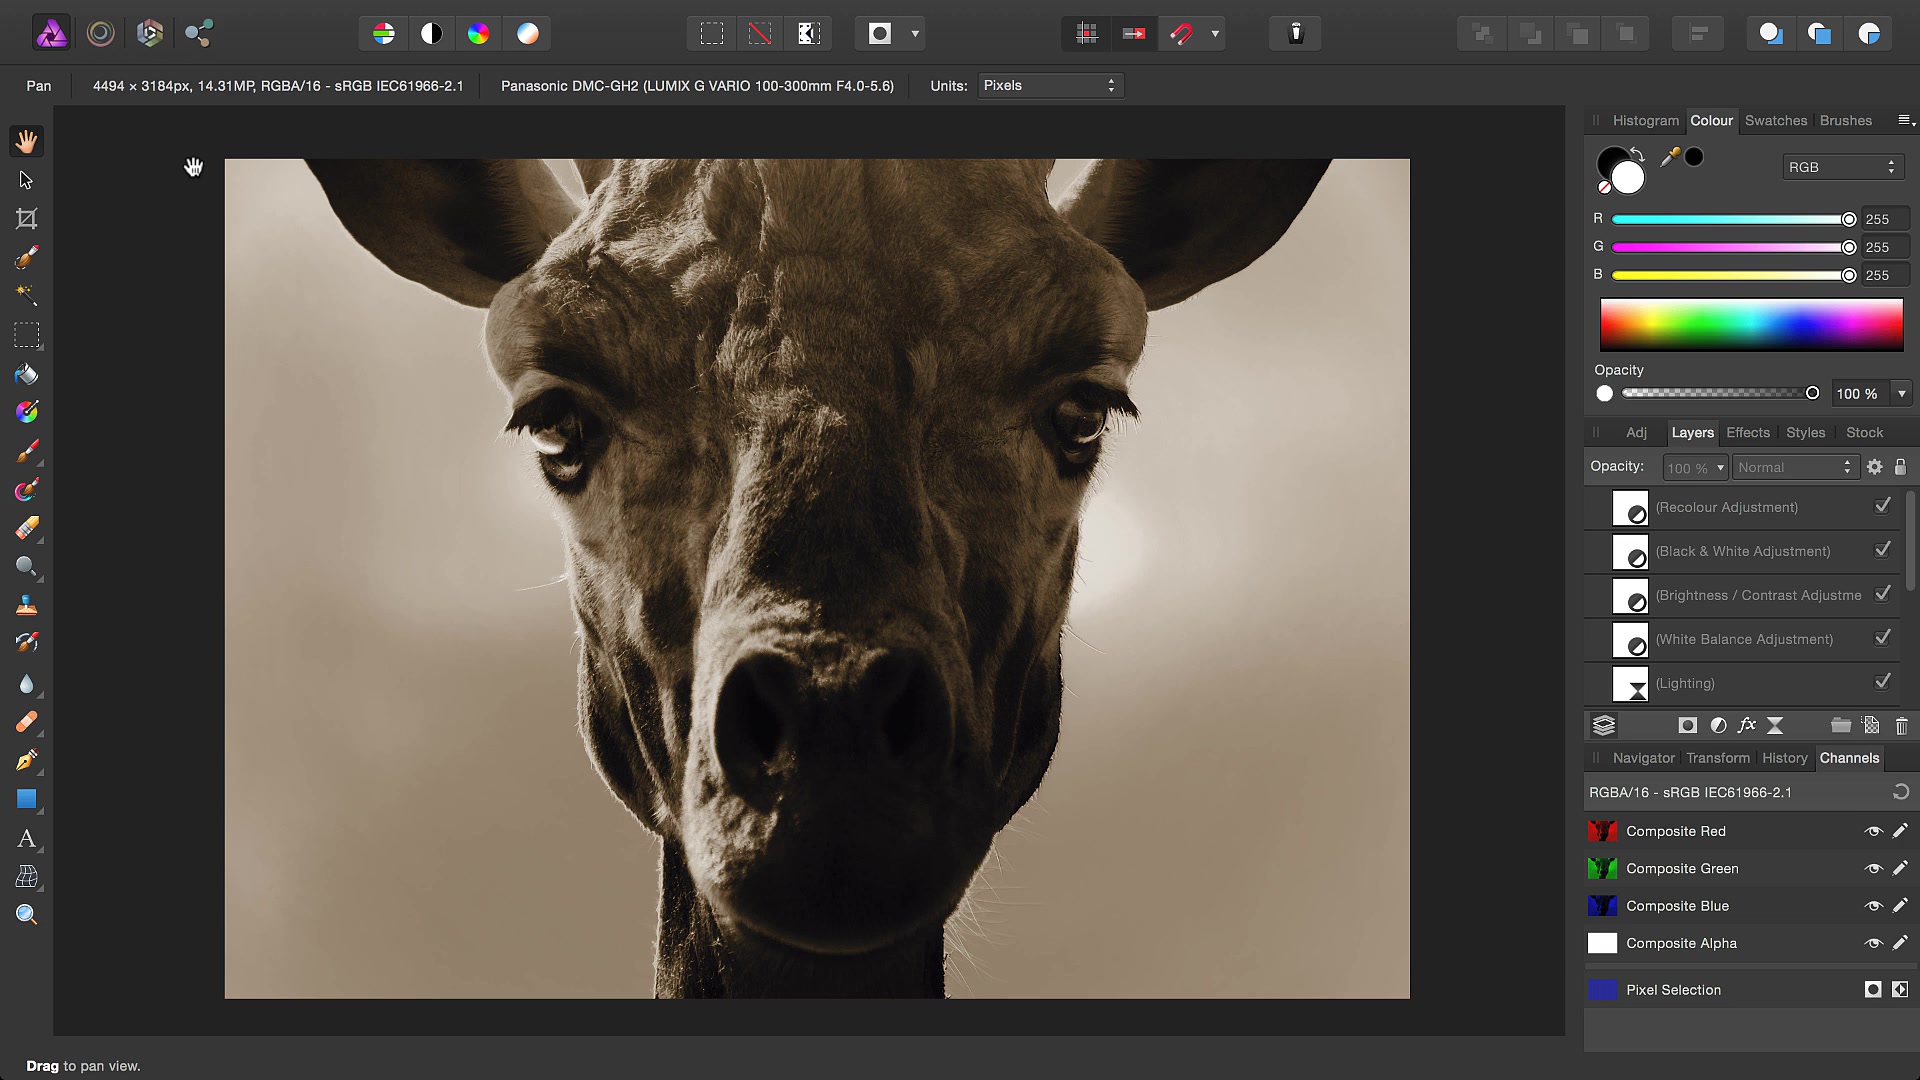 Pan
4494 × 3184px, 14.31MP, RGBA/16 - sRGB IEC61966-2.1
Panasonic DMC-GH2 (LUMIX G VARIO 100-300mm F4.0-5.6)
Units: Pixels
Histogram Colour Swatches Brushes
RGB
R 255
G 255
B 255
Opacity
100 %
Adj Layers Effects Styles Stock
Opacity: 100 % Normal
(Recolour Adjustment)
(Black & White Adjustment)
(Brightness / Contrast Adjustme
(White Balance Adjustment)
(Lighting)
fx
Navigator Transform History Channels
RGBA/16 - sRGB IEC61966-2.1
Composite Red
Composite Green
Composite Blue
Composite Alpha
Pixel Selection
A
Drag to pan view.